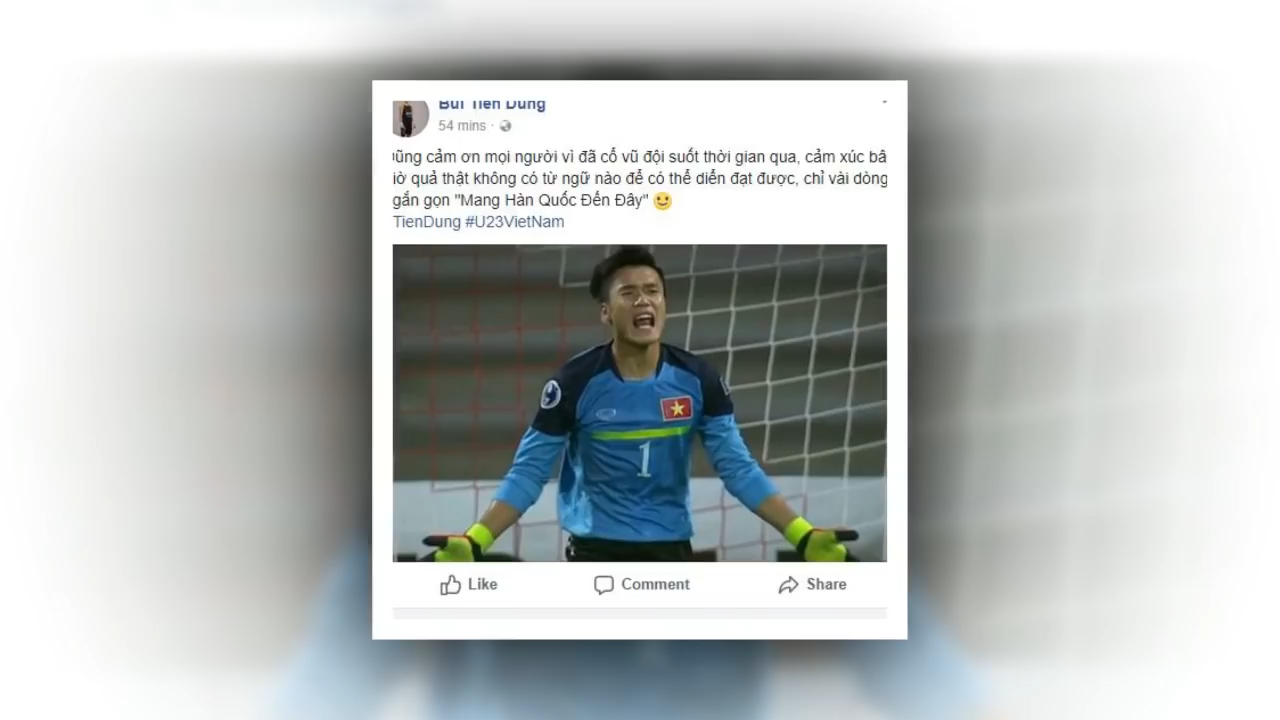 Bùi Tiến Dũng
54 mins ·
ũng cảm ơn mọi người vì đã cổ vũ đội suốt thời gian qua, cảm xúc bâ
iờ quả thật không có từ ngữ nào để có thể diễn đạt được, chỉ vài dòng
gắn gọn "Mang Hàn Quốc Đến Đây"
TienDung #U23VietNam
1
Like Comment Share